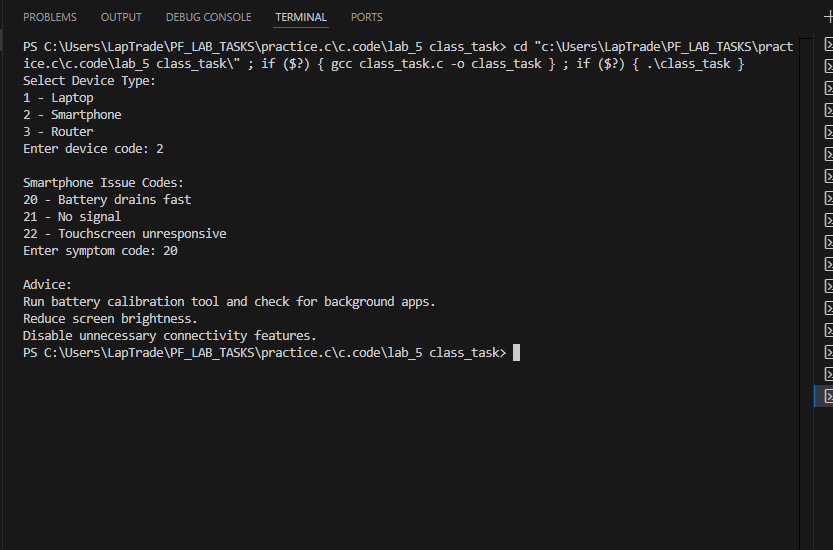 PROBLEMS OUTPUT DEBUG CONSOLE TERMINAL PORTS
PS C:\Users\LapTrade\PF_LAB_TASKS\practice.c\c.code\lab_5 class_task> cd "c:\Users\LapTrade\PF_LAB_TASKS\pract
ice.c\c.code\lab_5 class_task\" ; if ($?) { gcc class_task.c -o class_task } ; if ($?) { .\class_task }
Select Device Type:
1 - Laptop
2 - Smartphone
3 - Router
Enter device code: 2
Smartphone Issue Codes:
20 - Battery drains fast
21 - No signal
22 - Touchscreen unresponsive
Enter symptom code: 20
Advice:
Run battery calibration tool and check for background apps.
Reduce screen brightness.
Disable unnecessary connectivity features.
PS C:\Users\LapTrade\PF_LAB_TASKS\practice.c\c.code\lab_5 class_task>